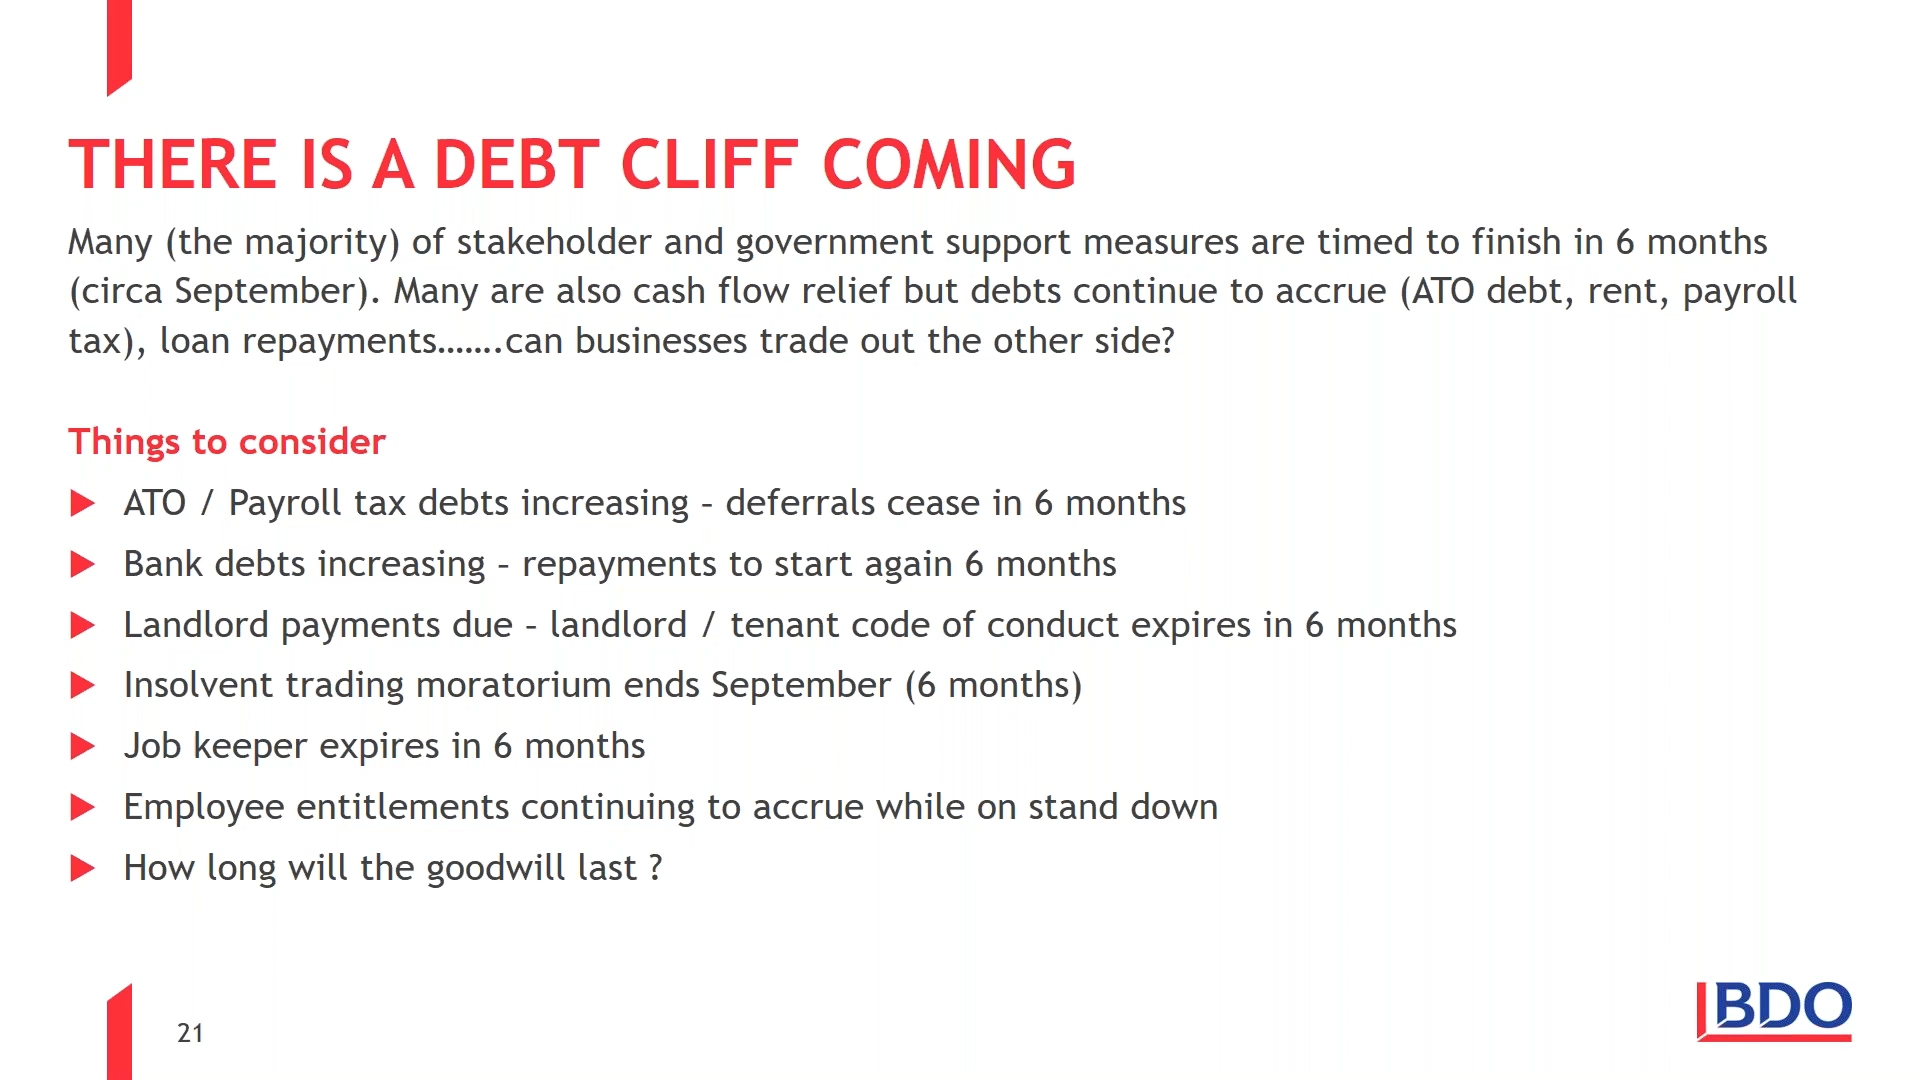 THERE IS A DEBT CLIFF COMING
Many (the majority) of stakeholder and government support measures are timed to finish in 6 months
(circa September). Many are also cash flow relief but debts continue to accrue (ATO debt, rent, payroll
tax), loan repayments…….can businesses trade out the other side?
Things to consider
ATO / Payroll tax debts increasing – deferrals cease in 6 months
Bank debts increasing – repayments to start again 6 months
Landlord payments due – landlord / tenant code of conduct expires in 6 months
Insolvent trading moratorium ends September (6 months)
Job keeper expires in 6 months
Employee entitlements continuing to accrue while on stand down
How long will the goodwill last ?
21
BDO